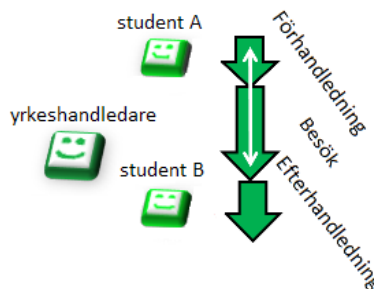 student A
Förhandledning
yrkeshandledare
Besök
student B
Efterhandledning